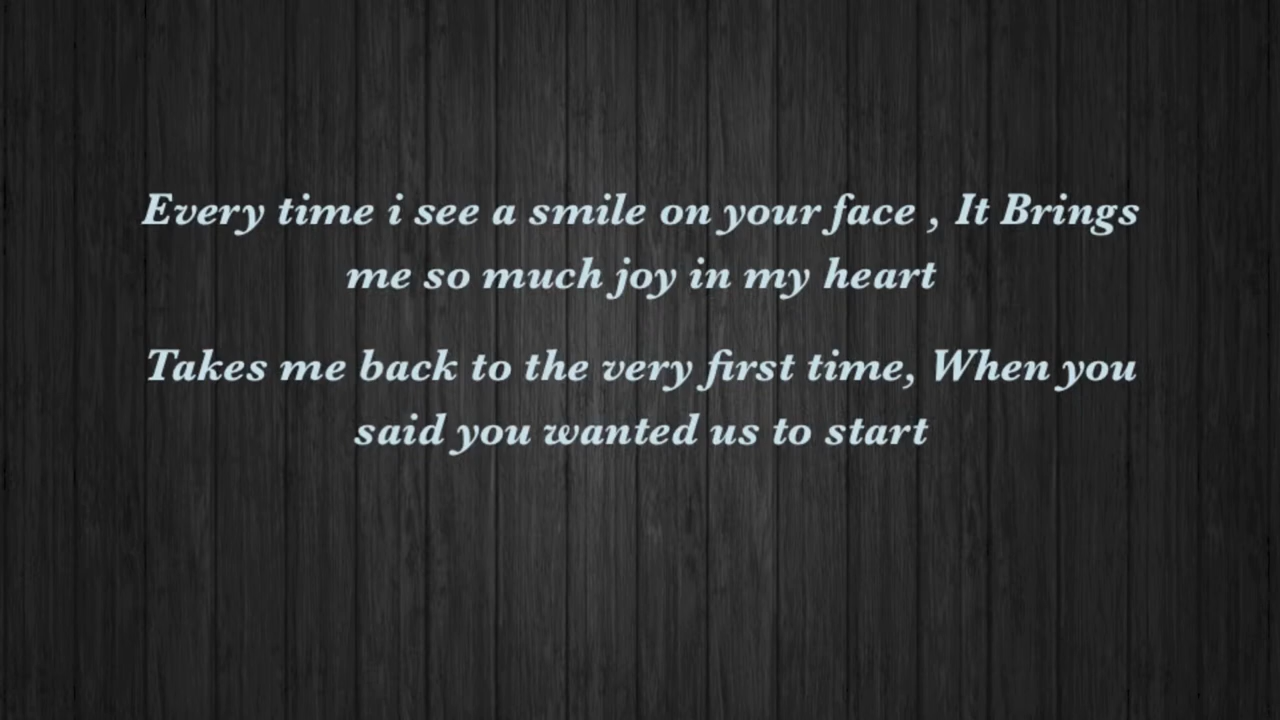 Every time i see a smile on your face , It Brings
me so much joy in my heart
Takes me back to the very first time, When you
said you wanted us to start